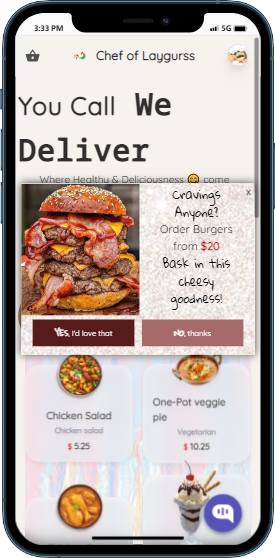 3:33 PM 5G
Chef of Laygurss
You Call We
Deliver
Where Healthy & Deliciousness 😋 come
x
Cravings
Anyone?
Order Burgers
from $20
Bask in this
cheesy
goodness!
YES, I'd love that
NO, thanks
Chicken Salad
Chicken salad
$ 5.25
One-Pot veggie
pie
Vegetarian
$ 10.25